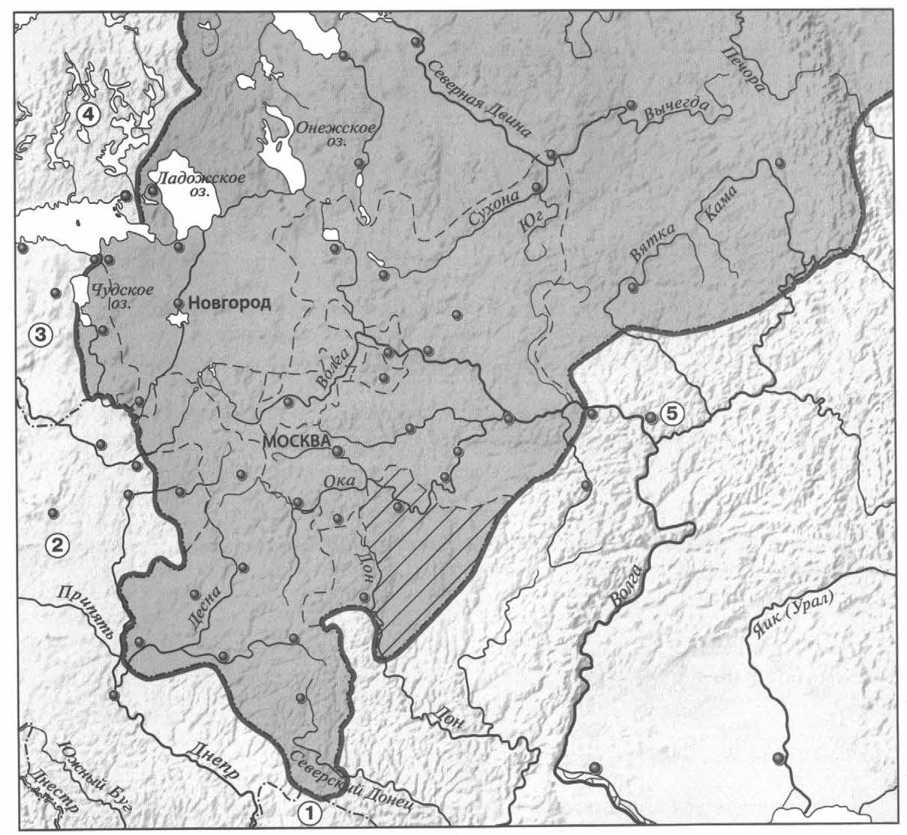 4
Северная Двина
Печора
Вычегда
Онежское
оз.
Ладожское
оз.
Сухона
Юг
Кама
Вятка
Чудское
оз.
Новгород
3
Волжа
5
МОСКВА
Ока
2
Дон
Десна
Припять
Волга
Яик (Урал)
Дон
Днепр
Южный Буг
Днестр
Северский Донец
1